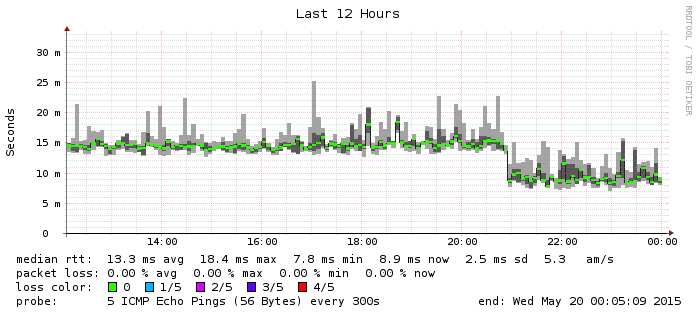 Last 12 Hours
RRDTOOL / TOBI OETIKER
Seconds
30 m
25 m
20 m
15 m
10 m
5 m
0
14:00 16:00 18:00 20:00 22:00 00:00
median rtt: 13.3 ms avg 18.4 ms max 7.8 ms min 8.9 ms now 2.5 ms sd 5.3 am/s
packet loss: 0.00 % avg 0.00 % max 0.00 % min 0.00 % now
loss color: 0 1/5 2/5 3/5 4/5
probe: 5 ICMP Echo Pings (56 Bytes) every 300s end: Wed May 20 00:05:09 2015